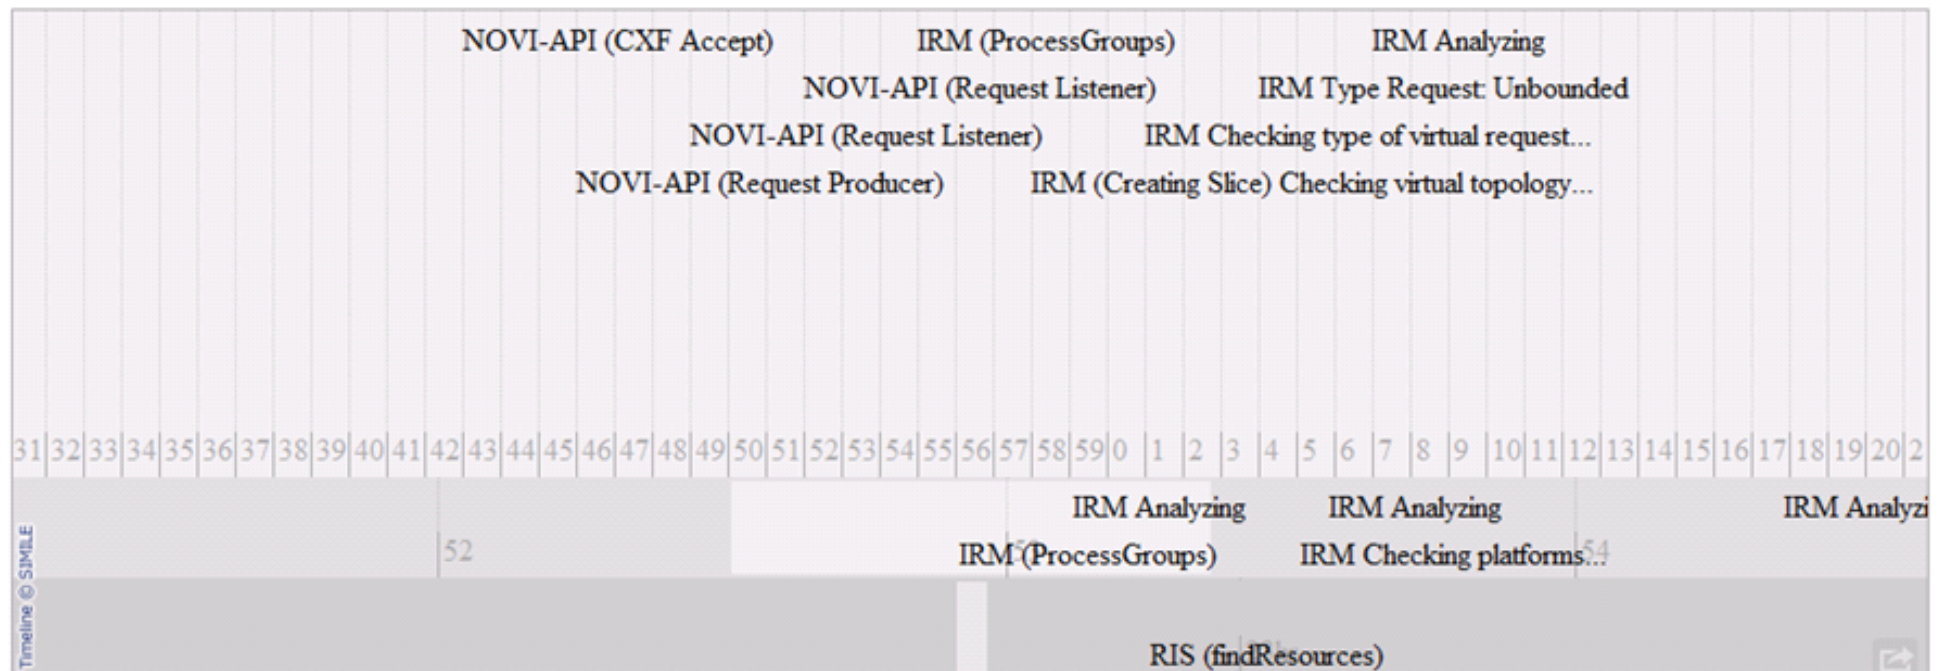 NOVI-API (CXF Accept) IRM (ProcessGroups) IRM Analyzing
NOVI-API (Request Listener) IRM Type Request: Unbounded
NOVI-API (Request Listener) IRM Checking type of virtual request...
NOVI-API (Request Producer) IRM (Creating Slice) Checking virtual topology...
31 32 33 34 35 36 37 38 39 40 41 42 43 44 45 46 47 48 49 50 51 52 53 54 55 56 57 58 59 0 1 2 3 4 5 6 7 8 9 10 11 12 13 14 15 16 17 18 19 20 2
IRM Analyzing IRM Analyzing IRM Analyzi
52 IRM (ProcessGroups) IRM Checking platforms... 54
RIS (findResources)
Timeline © SIMILE